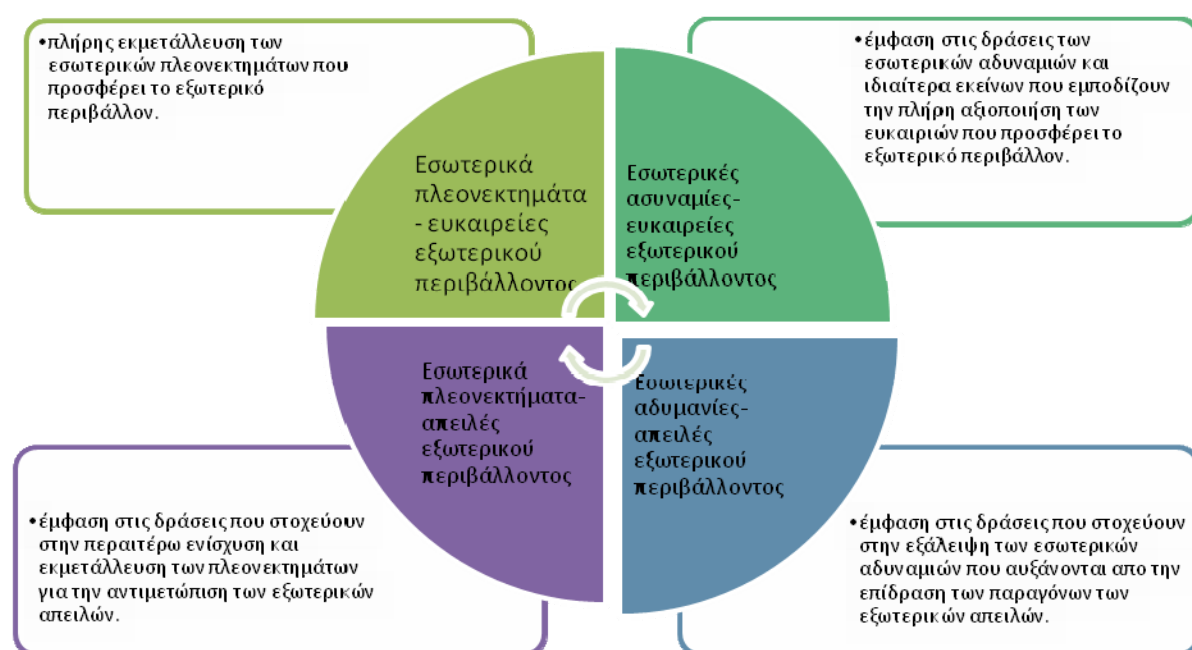 •πλήρης εκμετάλλευση των
εσωτερικών πλεονεκτημάτων που
προσφέρει το εξωτερικό
περιβάλλον.
Εσωτερικά
πλεονεκτημάτα
- ευκαιρείες
εξωτερικού
περιβάλλοντος
•έμφαση στις δράσεις των
εσωτερικών αδυναμιών και
ιδιαίτερα εκείνων που εμποδίζουν
την πλήρη αξιοποιήση των
ευκαιριών που προσφέρει το
εξωτερικό περιβάλλον.
Εσωτερικές
ασυναμίες-
ευκαιρείες
εξωτερικού
περιβάλλοντος
Εσωτερικά
πλεονεκτήματα-
απειλές
εξωτερικού
περιβάλλοντος
•έμφαση στις δράσεις που στοχεύουν
στην περαιτέρω ενίσχυση και
εκμετάλλευση των πλεονεκτημάτων
για την αντιμετώπιση των εξωτερικών
απειλών.
Εσωτερικές
αδυμανίες-
απειλές
εξωτερικού
περιβάλλοντος
•έμφαση στις δράσεις που στοχεύουν
στην εξάλειψη των εσωτερικών
αδυναμιών που αυξάνονται απο την
επίδραση των παραγόνων των
εξωτερικών απειλών.